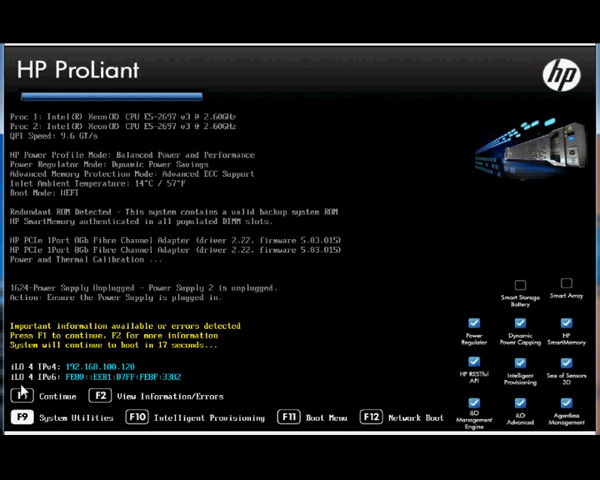 HP ProLiant
hp
Proc 1: Intel(R) Xeon(R) CPU E5-2697 v3 @ 2.60GHz
Proc 2: Intel(R) Xeon(R) CPU E5-2697 v3 @ 2.60GHz
QPI Speed: 9.6 GT/s
HP Power Profile Mode: Balanced Power and Performance
Power Regulator Mode: Dynamic Power Savings
Advanced Memory Protection Mode: Advanced ECC Support
Inlet Ambient Temperature: 14°C / 57°F
Boot Mode: UEFI
Redundant ROM Detected - This system contains a valid backup system ROM
HP SmartMemory authenticated in all populated DIMM slots.
HP PCIe 1Port 8Gb Fibre Channel Adapter (driver 2.22, firmware 5.03.015)
HP PCIe 1Port 8Gb Fibre Channel Adapter (driver 2.22, firmware 5.03.015)
Power and Thermal Calibration ...
1624-Power Supply Unplugged - Power Supply 2 is unplugged.
Action: Ensure the Power Supply is plugged in.
Important information available or errors detected
Press F1 to continue. F2 for more information
System will continue to boot in 17 seconds...
iLO 4 IPv4: 192.168.100.120
iLO 4 IPv6: FE80::EEB1:D7FF:FE8F:33B2
Continue F2 View Information/Errors
F9 System Utilities F10 Intelligent Provisioning F11 Boot Menu F12 Network Boot
Smart Storage Battery
Smart Array
Power Regulator
Dynamic Power Capping
HP SmartMemory
HP RESTful API
Intelligent Provisioning
Sea of Sensors 3D
iLO Management Engine
iLO Advanced
Agentless Management